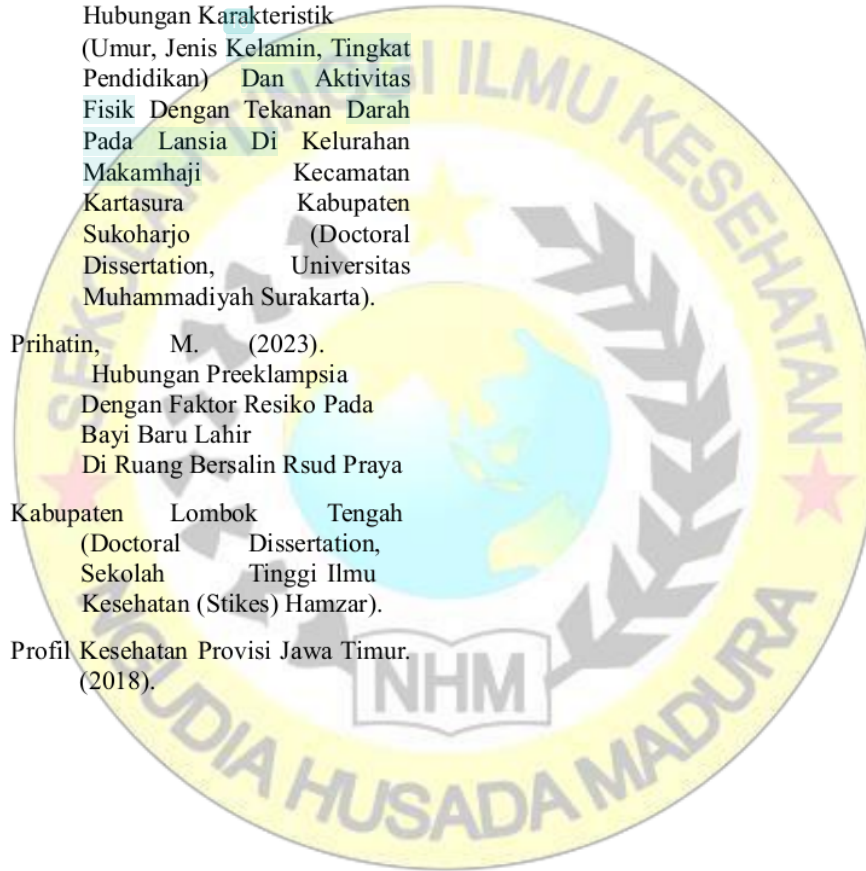 Hubungan Karakteristik
(Umur, Jenis Kelamin, Tingkat
Pendidikan) Dan Aktivitas
Fisik Dengan Tekanan Darah
Pada Lansia Di Kelurahan
Makamhaji Kecamatan
Kartasura Kabupaten
Sukoharjo (Doctoral
Dissertation, Universitas
Muhammadiyah Surakarta).
Prihatin, M. (2023).
Hubungan Preeklampsia
Dengan Faktor Resiko Pada
Bayi Baru Lahir
Di Ruang Bersalin Rsud Praya
Kabupaten Lombok Tengah
(Doctoral Dissertation,
Sekolah Tinggi Ilmu
Kesehatan (Stikes) Hamzar).
Profil Kesehatan Provisi Jawa Timur.
(2018).
SEKOLAH TINGGI ILMU KESEHATAN
NHM
NGUDIA HUSADA MADURA